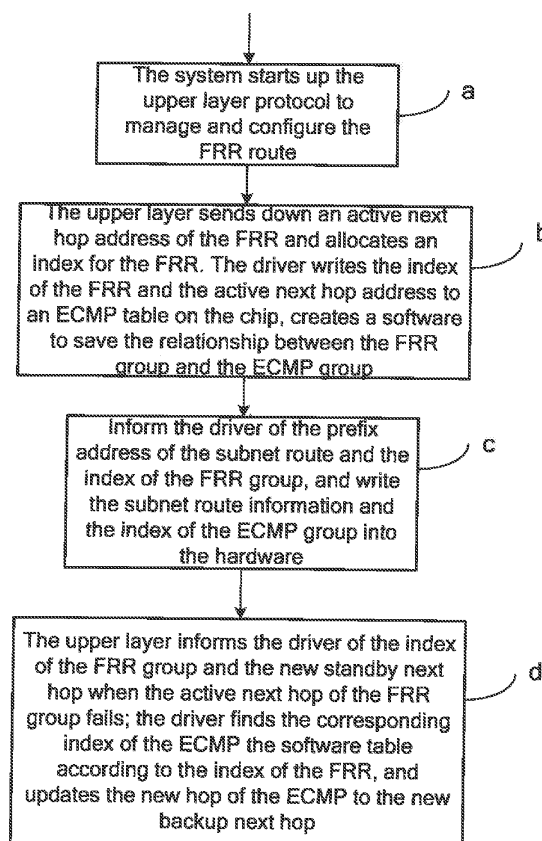 The system starts up the
upper layer protocol to
manage and configure the
FRR route
a
The upper layer sends down an active next
hop address of the FRR and allocates an
index for the FRR. The driver writes the index
of the FRR and the active next hop address to
an ECMP table on the chip, creates a software
to save the relationship between the FRR
group and the ECMP group
b
Inform the driver of the prefix
address of the subnet route and the
index of the FRR group, and write
the subnet route information and
the index of the ECMP group into
the hardware
c
The upper layer informs the driver of the index
of the FRR group and the new standby next
hop when the active next hop of the FRR
group fails; the driver finds the corresponding
index of the ECMP the software table
according to the index of the FRR, and
updates the new hop of the ECMP to the new
backup next hop
d